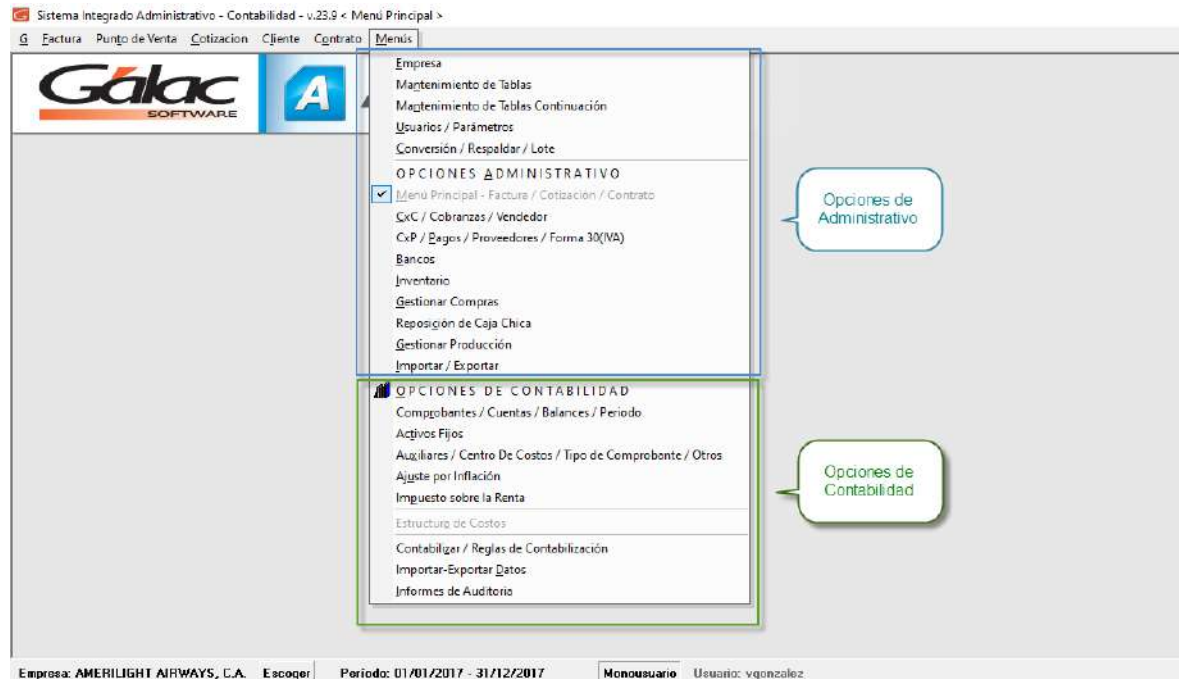 Sistema Integrado Administrativo - Contabilidad - v.23.9 < Menú Principal >
G Factura Punto de Venta Cotizacion Cliente Contrato Menús
Gálac
SOFTWARE
A
Empresa
Mantenimiento de Tablas
Mantenimiento de Tablas Continuación
Usuarios / Parámetros
Conversión / Respaldar / Lote
OPCIONES ADMINISTRATIVO
Menú Principal - Factura / Cotización / Contrato
CxC / Cobranzas / Vendedor
CxP / Pagos / Proveedores / Forma 30(IVA)
Bancos
Inventario
Gestionar Compras
Reposición de Caja Chica
Gestionar Producción
Importar / Exportar
Opciones de
Administrativo
OPCIONES DE CONTABILIDAD
Comprobantes / Cuentas / Balances / Periodo
Activos Fijos
Auxiliares / Centro De Costos / Tipo de Comprobante / Otros
Ajuste por Inflación
Impuesto sobre la Renta
Estructura de Costos
Contabilizar / Reglas de Contabilización
Importar-Exportar Datos
Informes de Auditoria
Opciones de
Contabilidad
Empresa: AMERILIGHT AIRWAYS, C.A. Escoger Período: 01/01/2017 - 31/12/2017 Monousuario Usuario: vgonzalez